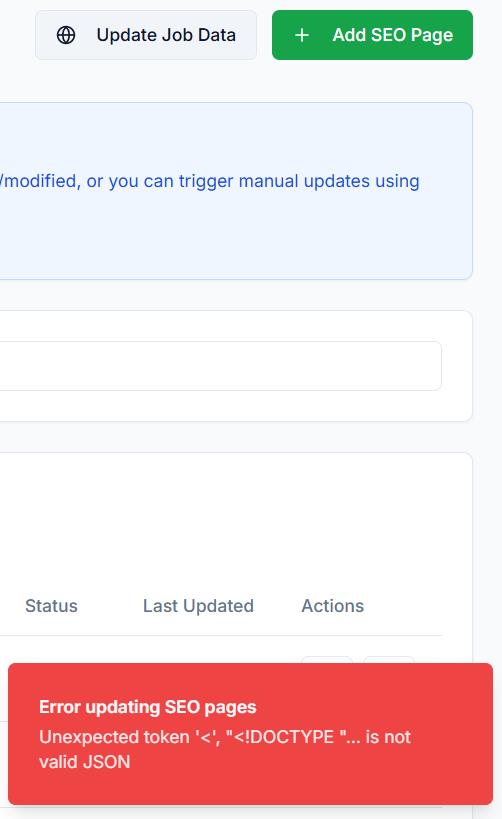 Update Job Data
Add SEO Page
/modified, or you can trigger manual updates using
Status
Last Updated
Actions
Error updating SEO pages
Unexpected token '<', "<!DOCTYPE "... is not
valid JSON